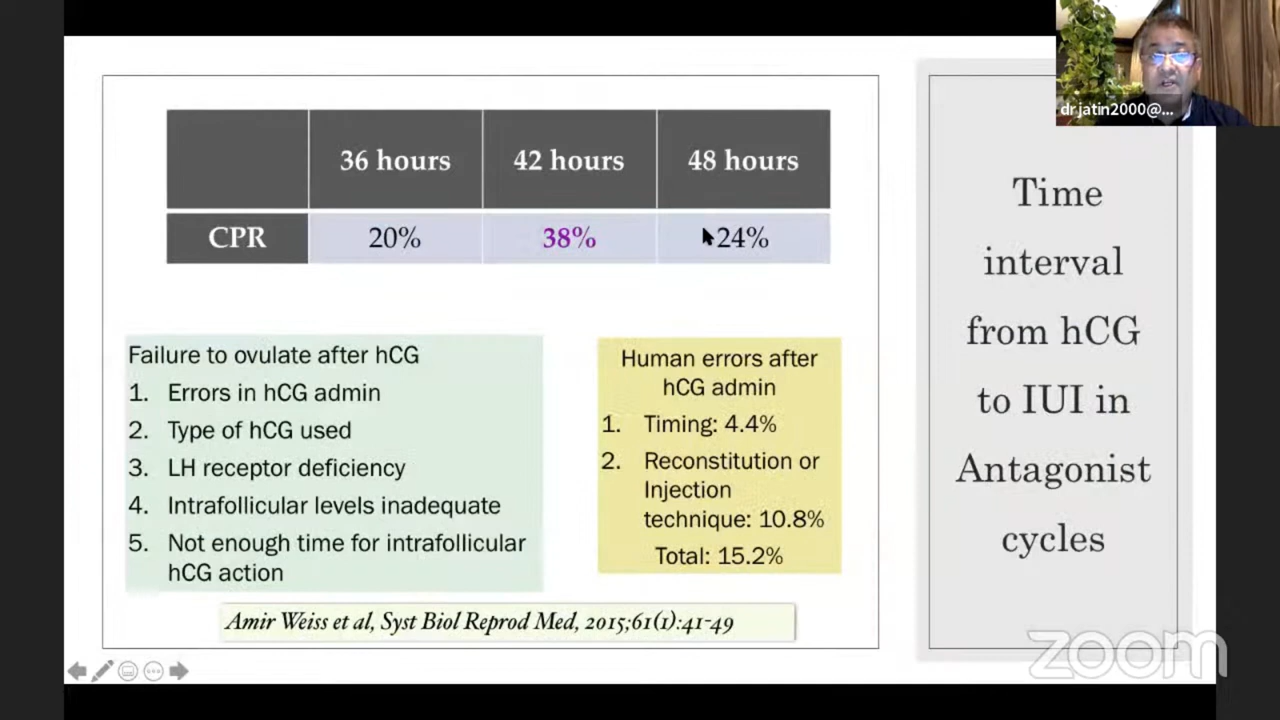 drjatin2000@...
36 hours 42 hours 48 hours
CPR 20% 38% 24%
Failure to ovulate after hCG
1. Errors in hCG admin
2. Type of hCG used
3. LH receptor deficiency
4. Intrafollicular levels inadequate
5. Not enough time for intrafollicular
hCG action
Human errors after
hCG admin
1. Timing: 4.4%
2. Reconstitution or
Injection
technique: 10.8%
Total: 15.2%
Amir Weiss et al, Syst Biol Reprod Med, 2015;61(1):41-49
Time
interval
from hCG
to IUI in
Antagonist
cycles
zoom